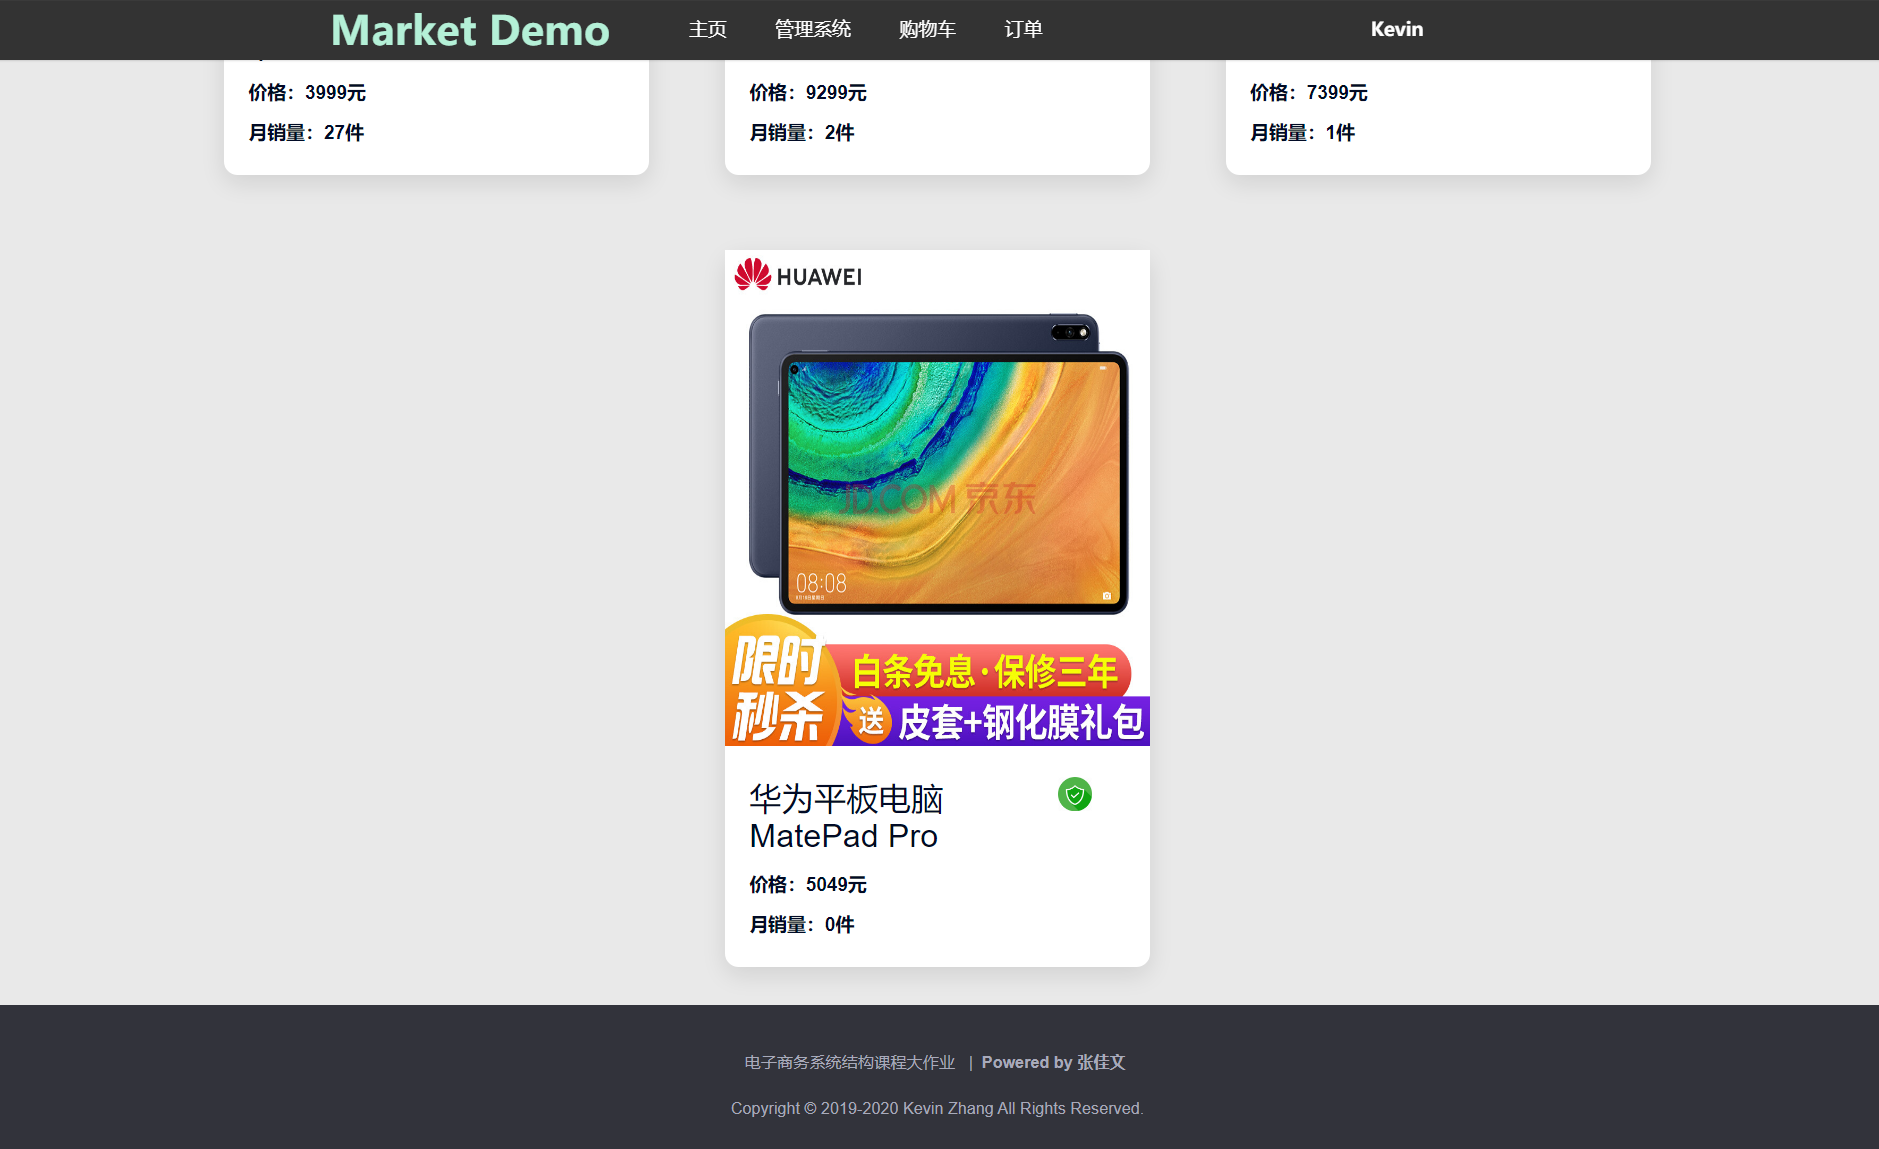 Market Demo
主页
管理系统
购物车
订单
Kevin
价格：3999元
月销量：27件
价格：9299元
月销量：2件
价格：7399元
月销量：1件
HUAWEI
JD.COM 京东
08:08
限时
秒杀
白条免息·保修三年
送 皮套+钢化膜礼包
华为平板电脑
MatePad Pro
价格：5049元
月销量：0件
电子商务系统结构课程大作业 | Powered by 张佳文
Copyright © 2019-2020 Kevin Zhang All Rights Reserved.